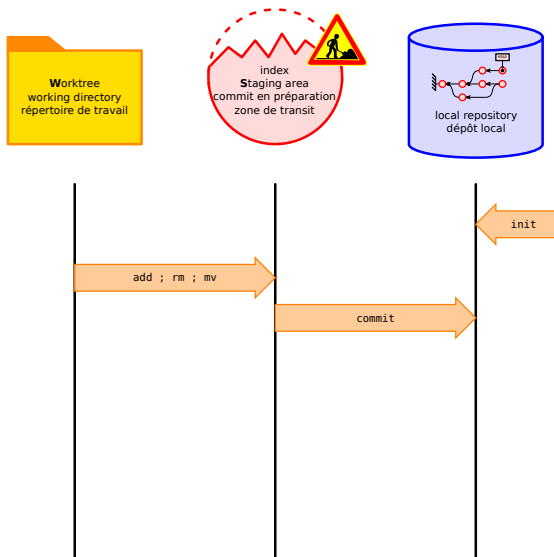 Worktree
working directory
répertoire de travail
index
Staging area
commit en préparation
zone de transit
local repository
dépôt local
init
add ; rm ; mv
commit